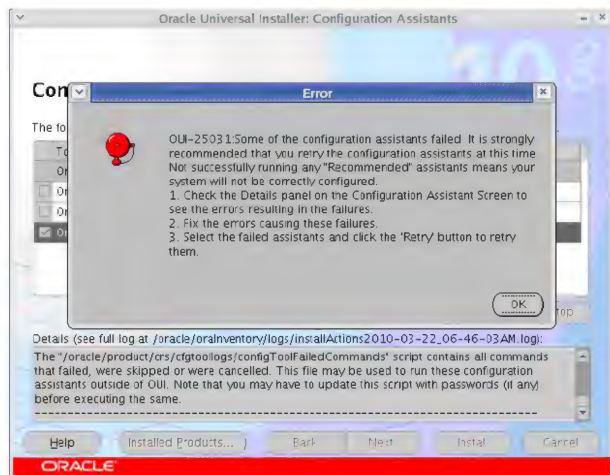 Oracle Universal Installer: Configuration Assistants
Con
Error
The fo
OUI-25031:Some of the configuration assistants failed. It is strongly
recommended that you retry the configuration assistants at this time
Not successfully running any "Recommended" assistants means your
system will not be correctly configured.
1. Check the Details panel on the Configuration Assistant Screen to
see the errors resulting in the failures.
2. Fix the errors causing these failures.
3. Select the failed assistants and click the 'Retry' button to retry
them.
To
Or
Or
Or
Or
OK
top
Details (see full log at /oracle/oraInventory/logs/installActions2010-03-22_06-46-03AM.log):
The "/oracle/product/crs/cfgtoollogs/configToolFailedCommands" script contains all commands
that failed, were skipped or were cancelled. This file may be used to run these configuration
assistants outside of OUI. Note that you may have to update this script with passwords (if any)
before executing the same.
--------------------------------------------------------------------------------
Help
Installed Products...
Back
Next
Install
Cancel
ORACLE